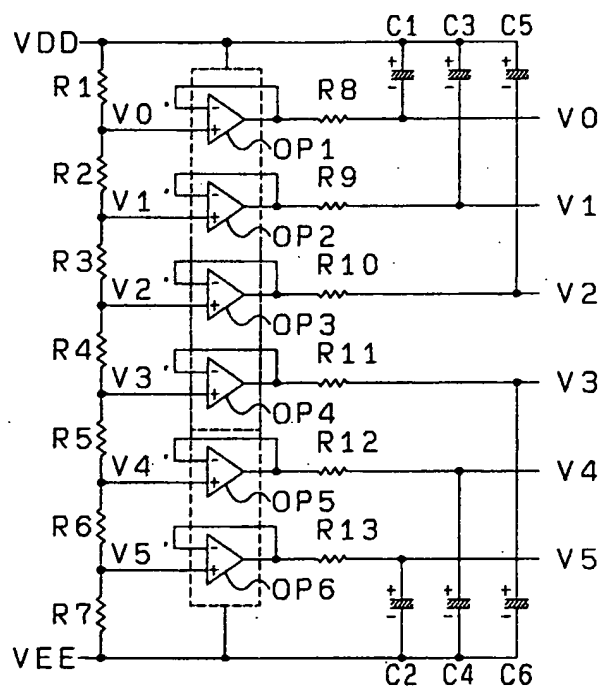 C1 C3 C5
VDD
+ + +
- - -
R1
R8
V0'
-
+
V0
OP1
R2
R9
V1'
-
+
V1
OP2
R3
R10
V2'
-
+
V2
OP3
R4
R11
V3'
-
+
V3
OP4
R5
R12
V4'
-
+
V4
OP5
R6
R13
V5'
-
+
V5
OP6
+ + +
- - -
R7
VEE
C2 C4 C6